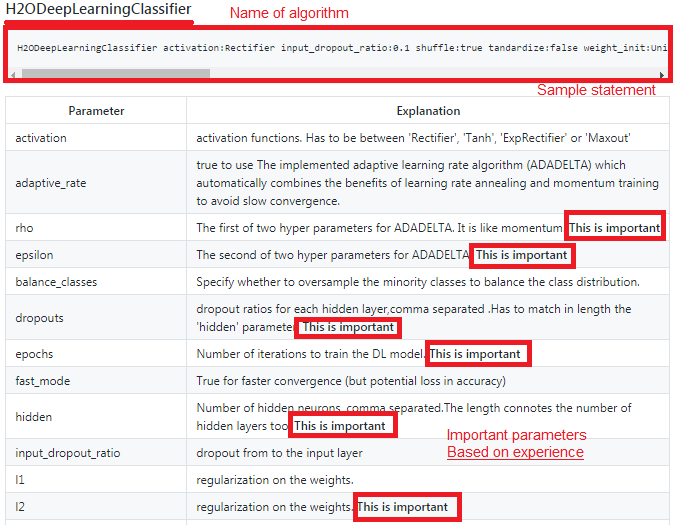 H2ODeepLearningClassifier
Name of algorithm
H2ODeepLearningClassifier activation:Rectifier input_dropout_ratio:0.1 shuffle:true tandardize:false weight_init:Uni
Sample statement
Parameter Explanation
activation activation functions. Has to be between 'Rectifier', 'Tanh', 'ExpRectifier' or 'Maxout'
true to use The implemented adaptive learning rate algorithm (ADADELTA) which
adaptive_rate automatically combines the benefits of learning rate annealing and momentum training
to avoid slow convergence.
rho The first of two hyper parameters for ADADELTA. It is like momentum This is important
epsilon The second of two hyper parameters for ADADELTA This is important
balance_classes Specify whether to oversample the minority classes to balance the class distribution.
dropout ratios for each hidden layer,comma separated .Has to match in length the
dropouts 'hidden' parameter This is important
epochs Number of iterations to train the DL model. This is important
fast_mode True for faster convergence (but potential loss in accuracy)
Number of hidden neurons, comma separated.The length connotes the number of
hidden hidden layers too This is important
Important parameters
Based on experience
input_dropout_ratio dropout from to the input layer
l1 regularization on the weights.
l2 regularization on the weights. This is important